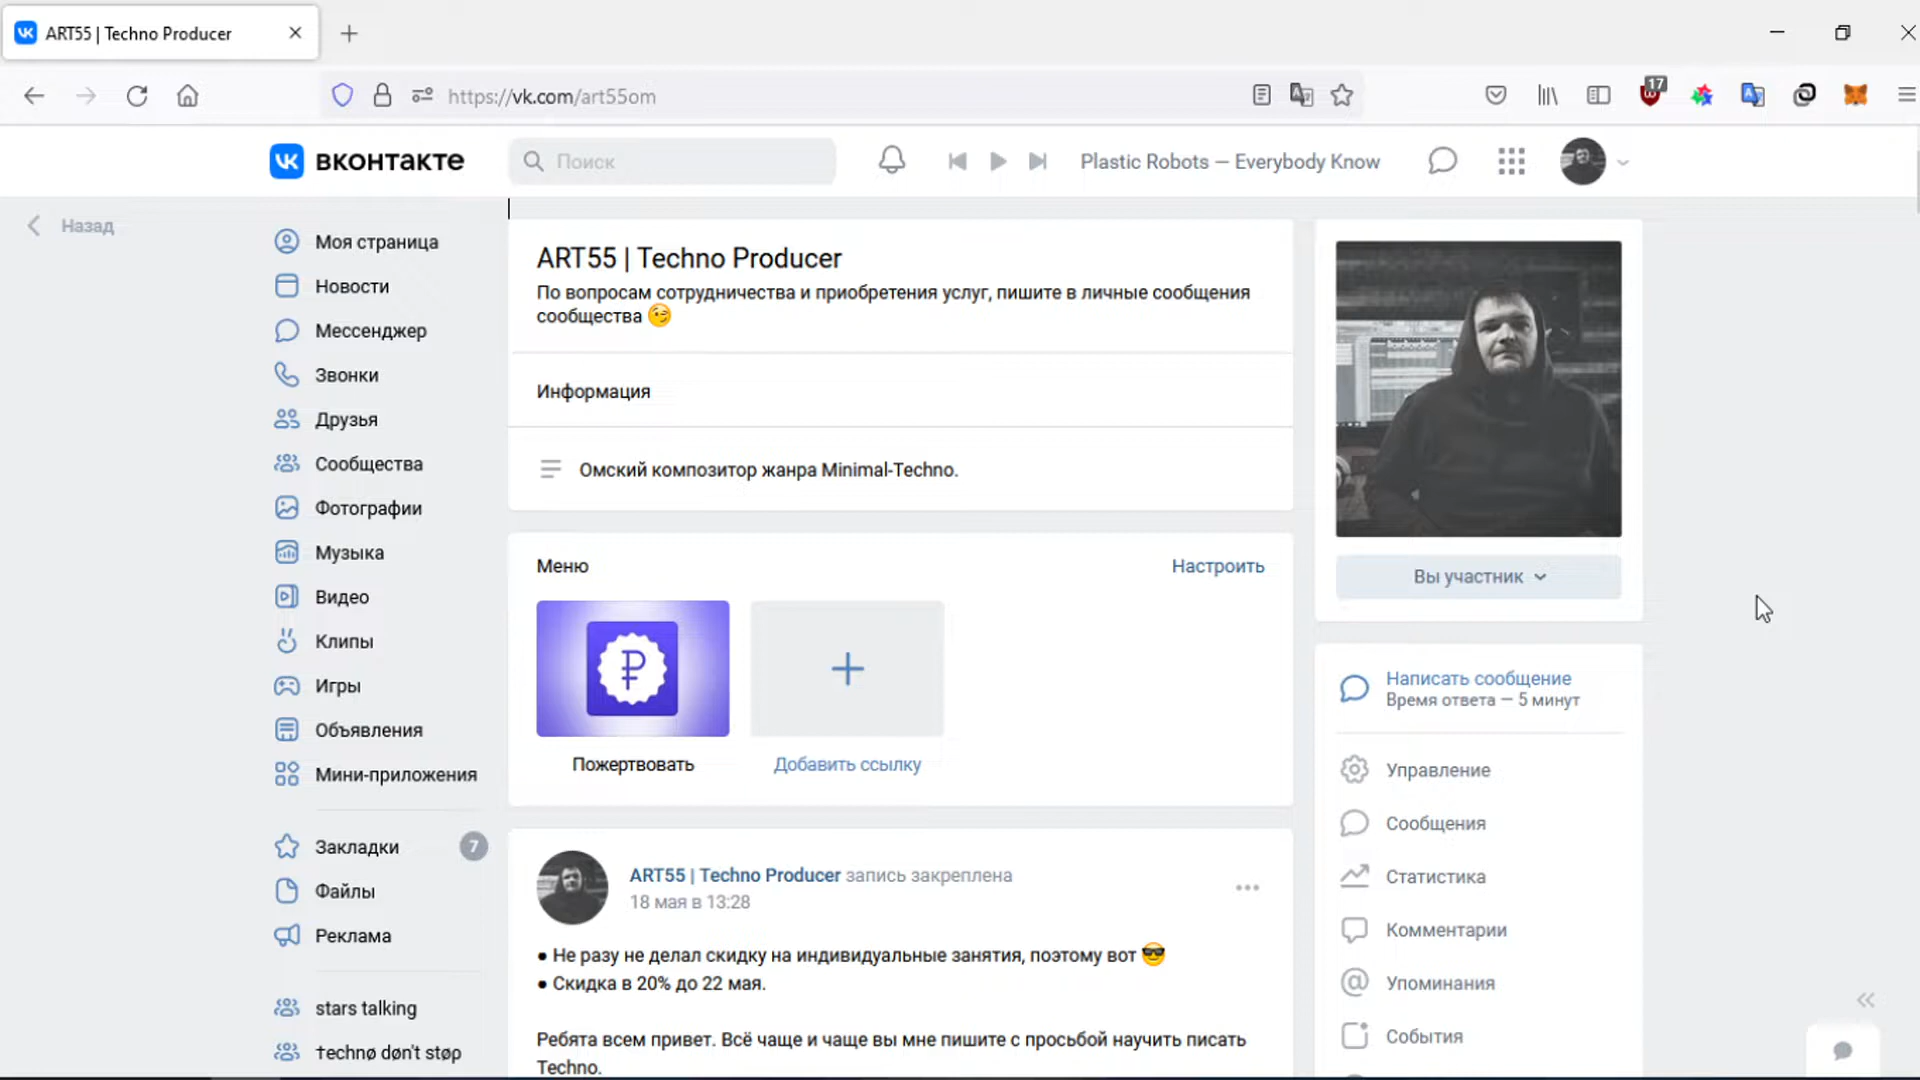 ART55 | Techno Producer
https://vk.com/art55om
17
вконтакте
Поиск
Plastic Robots — Everybody Know
Назад
Моя страница
Новости
Мессенджер
Звонки
Друзья
Сообщества
Фотографии
Музыка
Видео
Клипы
Игры
Объявления
Мини-приложения
Закладки
7
Файлы
Реклама
stars talking
†echnø døn't støp
ART55 | Techno Producer
По вопросам сотрудничества и приобретения услуг, пишите в личные сообщения
сообщества 😏
Информация
Омский композитор жанра Minimal-Techno.
Меню
Настроить
Пожертвовать
Добавить ссылку
ART55 | Techno Producer запись закреплена
18 мая в 13:28
● Не разу не делал скидку на индивидуальные занятия, поэтому вот 😎
● Скидка в 20% до 22 мая.
Ребята всем привет. Всё чаще и чаще вы мне пишите с просьбой научить писать
Techno.
Вы участник
Написать сообщение
Время ответа — 5 минут
Управление
Сообщения
Статистика
Комментарии
Упоминания
События